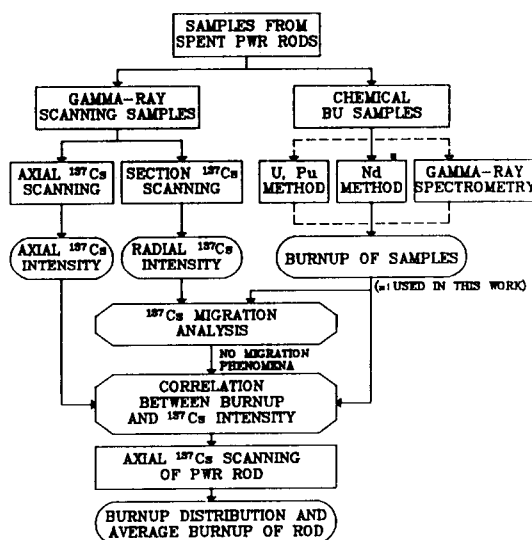 SAMPLES FROM
SPENT PWR RODS
GAMMA-RAY
SCANNING SAMPLES
CHEMICAL
BU SAMPLES
AXIAL ¹³⁷Cs
SCANNING
SECTION ¹³⁷Cs
SCANNING
U, Pu
METHOD
Nd ⁎
METHOD
GAMMA-RAY
SPECTROMETRY
AXIAL ¹³⁷Cs
INTENSITY
RADIAL ¹³⁷Cs
INTENSITY
BURNUP OF SAMPLES
(⁎: USED IN THIS WORK)
¹³⁷Cs MIGRATION
ANALYSIS
NO MIGRATION
PHENOMENA
CORRELATION
BETWEEN BURNUP
AND ¹³⁷Cs INTENSITY
AXIAL ¹³⁷Cs SCANNING
OF PWR ROD
BURNUP DISTRIBUTION AND
AVERAGE BURNUP OF ROD